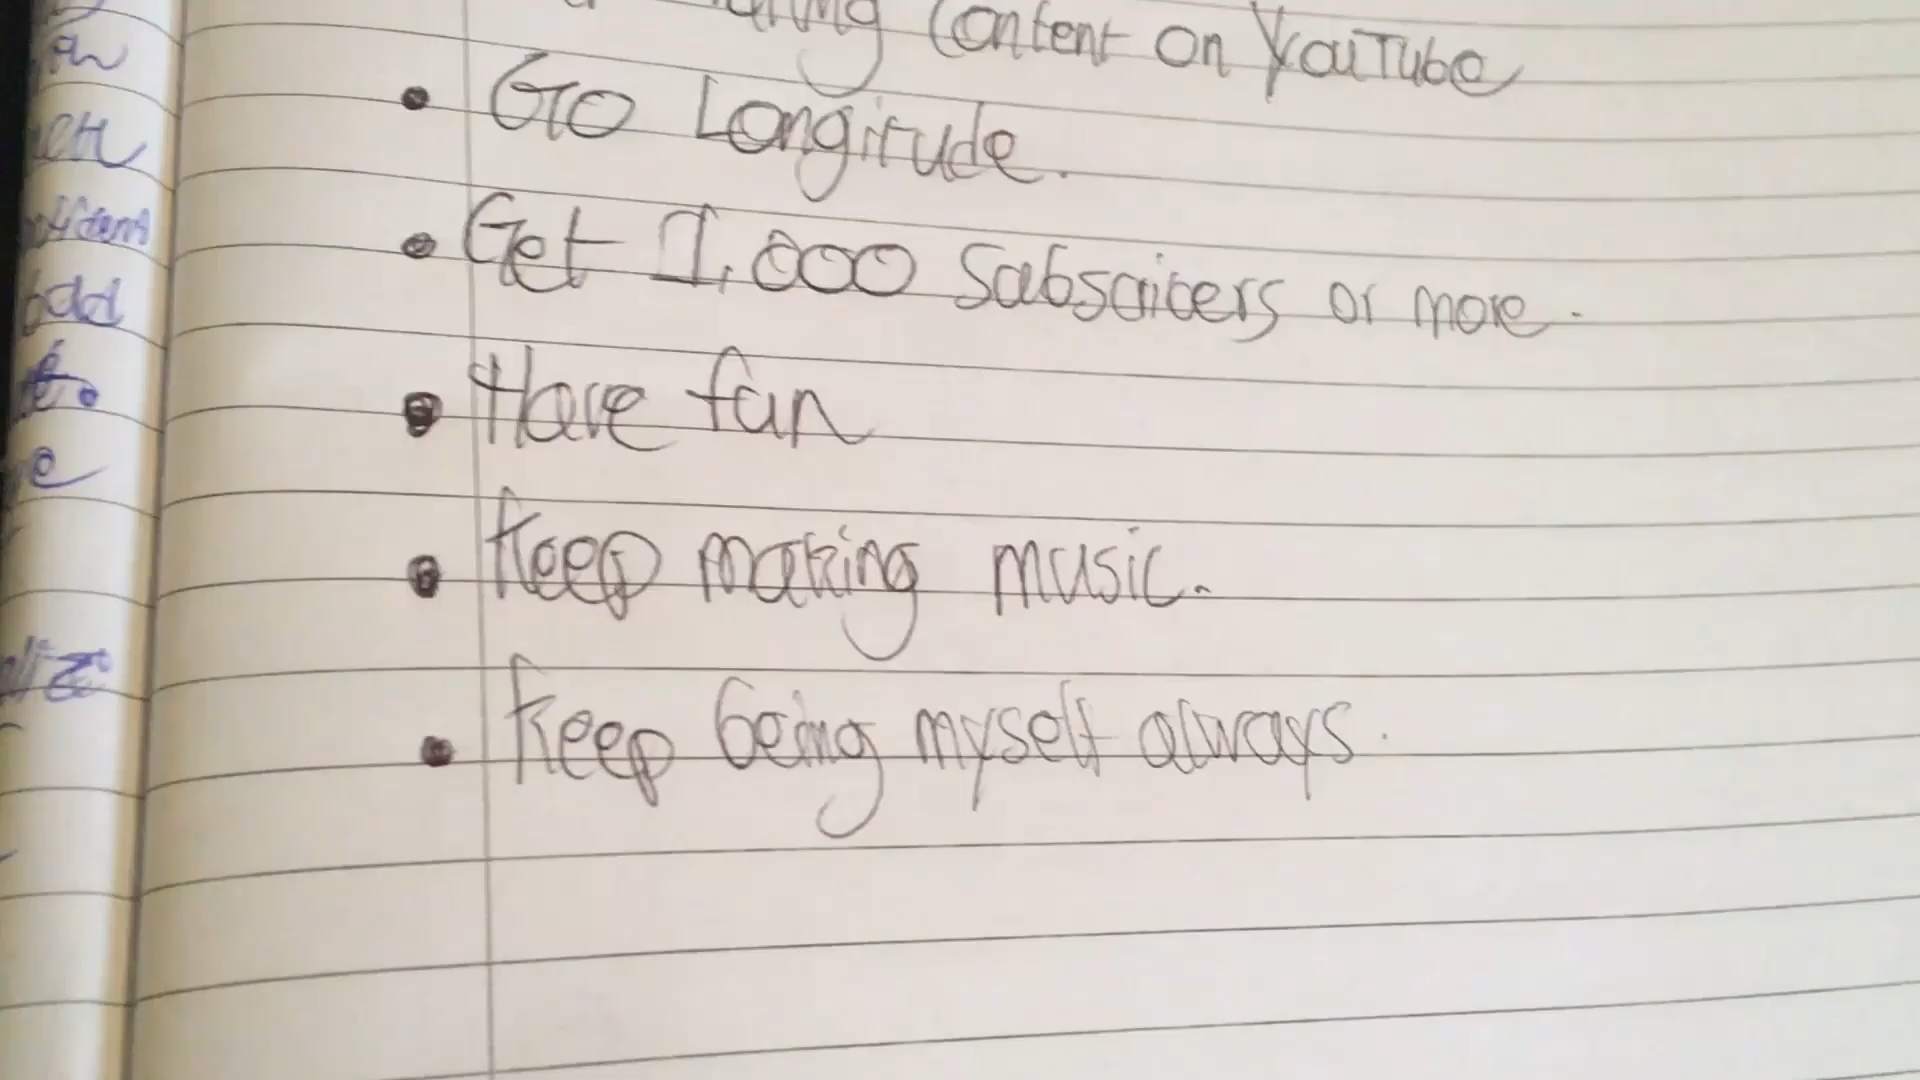 Content on YouTube
• Go Longitude.
• Get 1,000 Sabscribers or more.
• Have fun
• Keep making music.
• Keep being myself always.